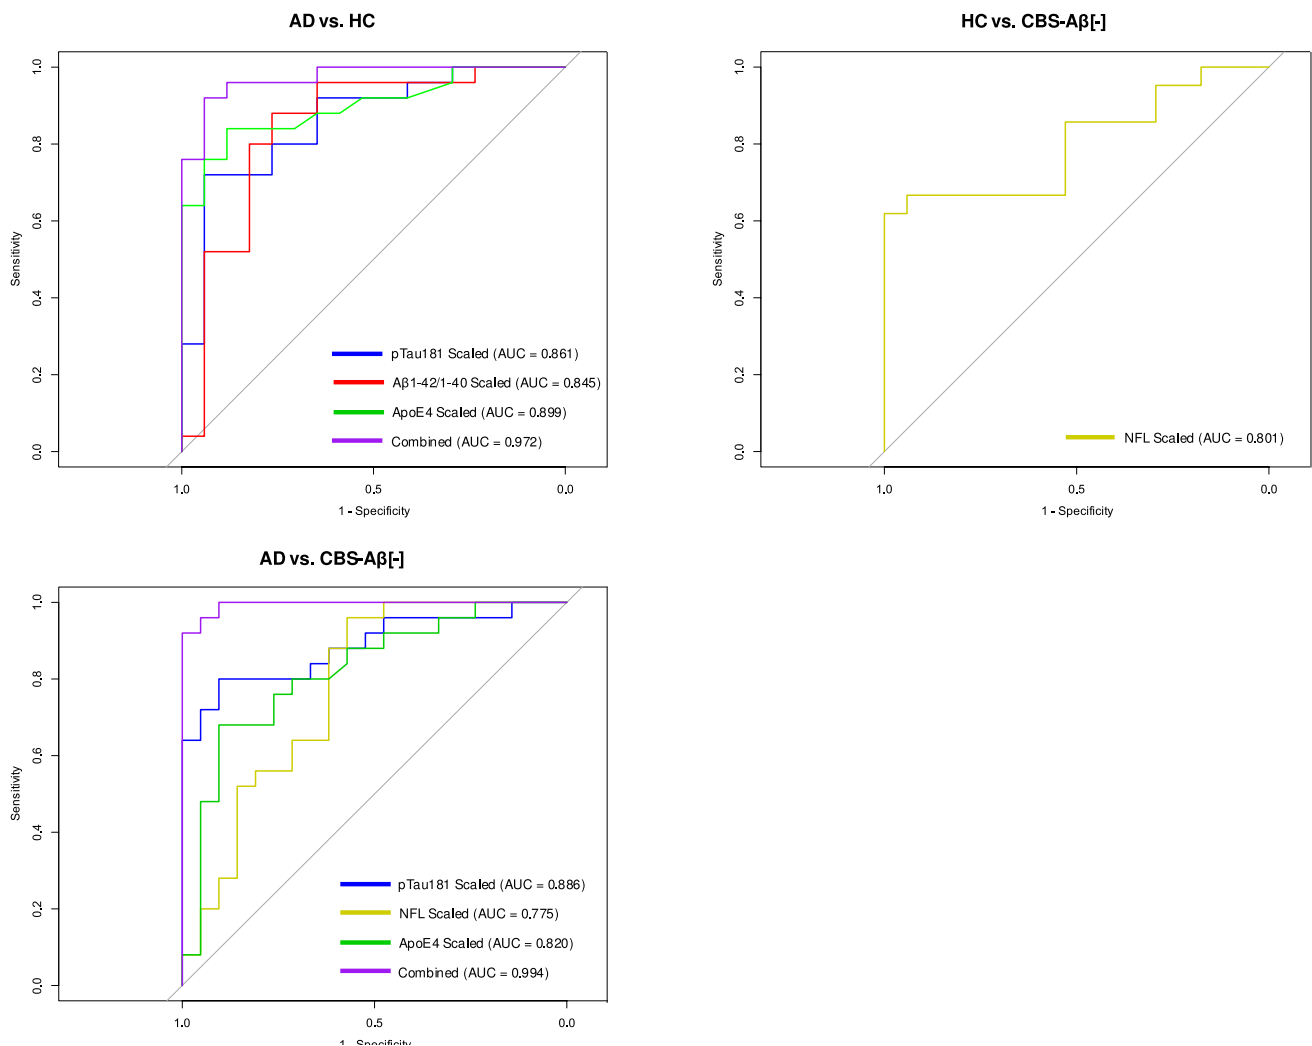 AD vs. HC
1.0
0.8
0.6
0.4
0.2
0.0
Sensitivity
pTau181 Scaled (AUC = 0.861)
Aβ1-42/1-40 Scaled (AUC = 0.845)
ApoE4 Scaled (AUC = 0.899)
Combined (AUC = 0.972)
1.0 0.5 0.0
1 - Specificity
HC vs. CBS-Aβ[-]
1.0
0.8
0.6
0.4
0.2
0.0
Sensitivity
NFL Scaled (AUC = 0.801)
1.0 0.5 0.0
1 - Specificity
AD vs. CBS-Aβ[-]
1.0
0.8
0.6
0.4
0.2
0.0
Sensitivity
pTau181 Scaled (AUC = 0.886)
NFL Scaled (AUC = 0.775)
ApoE4 Scaled (AUC = 0.820)
Combined (AUC = 0.994)
1.0 0.5 0.0
1 - Specificity